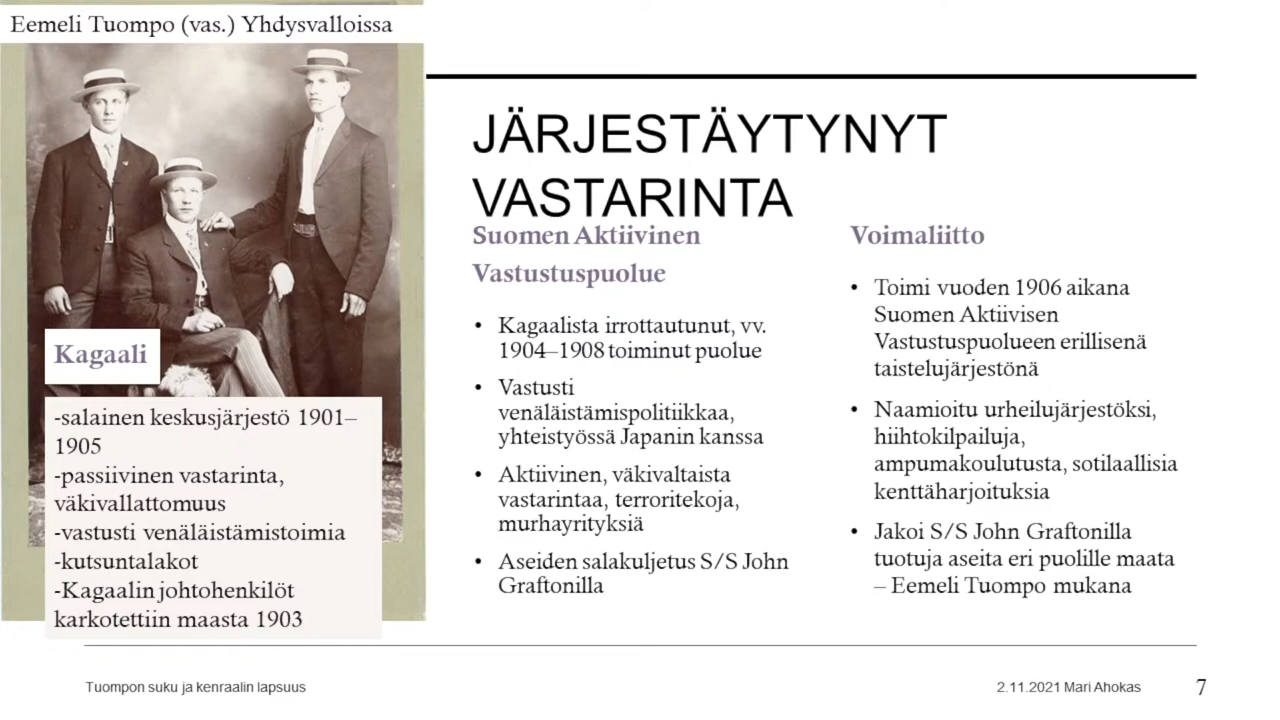 Eemeli Tuompo (vas.) Yhdysvalloissa
JÄRJESTÄYTYNYT
VASTARINTA
Kagaali
-salainen keskusjärjestö 1901–
1905
-passiivinen vastarinta,
väkivallattomuus
-vastusti venäläistämistoimia
-kutsuntalakot
-Kagaalin johtohenkilöt
karkotettiin maasta 1903
Suomen Aktiivinen
Vastustuspuolue
• Kagaalista irrottautunut, vv.
1904–1908 toiminut puolue
• Vastusti
venäläistämispolitiikkaa,
yhteistyössä Japanin kanssa
• Aktiivinen, väkivaltaista
vastarintaa, terroritekoja,
murhayrityksiä
• Aseiden salakuljetus S/S John
Graftonilla
Voimaliitto
• Toimi vuoden 1906 aikana
Suomen Aktiivisen
Vastustuspuolueen erillisenä
taistelujärjestönä
• Naamioitu urheilujärjestöksi,
hiihtokilpailuja,
ampumakoulutusta, sotilaallisia
kenttäharjoituksia
• Jakoi S/S John Graftonilla
tuotuja aseita eri puolille maata
– Eemeli Tuompo mukana
Tuompon suku ja kenraalin lapsuus
2.11.2021 Mari Ahokas
7